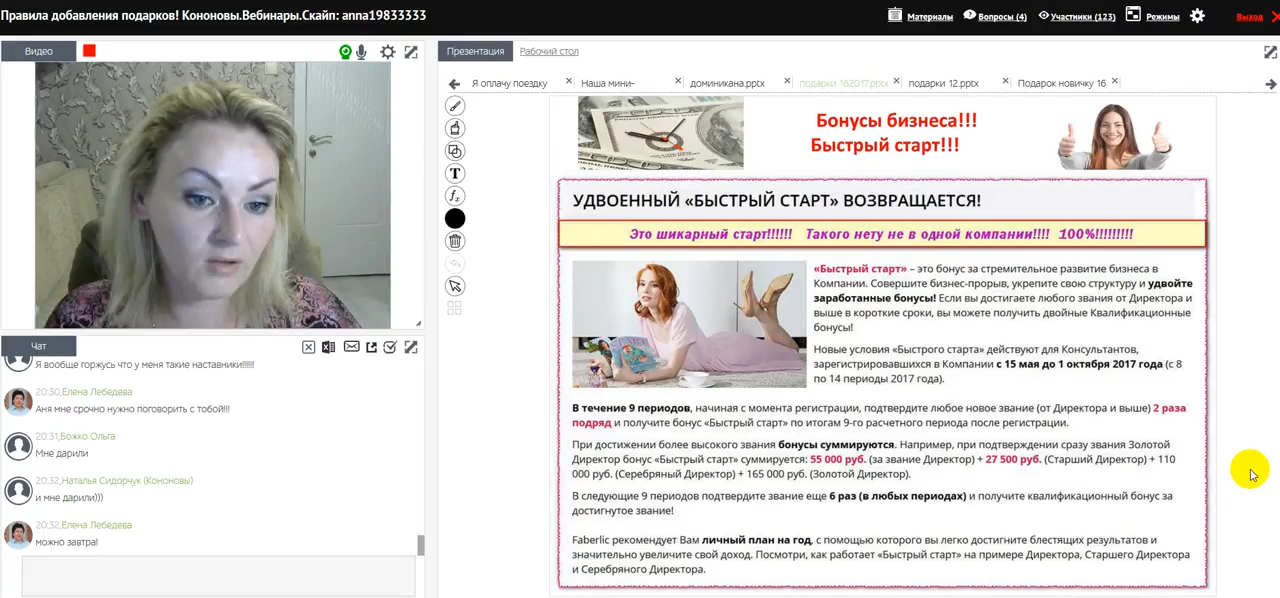 Правила добавления подарков! Кононовы.Вебинары.Скайп: anna19833333
Материалы
Вопросы (4)
Участники (123)
Режимы
Выход
Видео
Презентация
Рабочий стол
Я оплачу поездку
Наша мини-
доминикана.pptx
подарки 162017.pptx
подарки 12.pptx
Подарок новичку 16
Бонусы бизнеса!!!
Быстрый старт!!!
УДВОЕННЫЙ «БЫСТРЫЙ СТАРТ» ВОЗВРАЩАЕТСЯ!
Это шикарный старт!!!!!! Такого нету не в одной компании!!!! 100%!!!!!!!!!
«Быстрый старт» – это бонус за стремительное развитие бизнеса в
Компании. Совершите бизнес-прорыв, укрепите свою структуру и удвойте
заработанные бонусы! Если вы достигаете любого звания от Директора и
выше в короткие сроки, вы можете получить двойные Квалификационные
бонусы!
Новые условия «Быстрого старта» действуют для Консультантов,
зарегистрировавшихся в Компании с 15 мая до 1 октября 2017 года (с 8
по 14 периоды 2017 года).
В течение 9 периодов, начиная с момента регистрации, подтвердите любое новое звание (от Директора и выше) 2 раза
подряд и получите бонус «Быстрый старт» по итогам 9-го расчетного периода после регистрации.
При достижении более высокого звания бонусы суммируются. Например, при подтверждении сразу звания Золотой
Директор бонус «Быстрый старт» суммируется: 55 000 руб. (за звание Директор) + 27 500 руб. (Старший Директор) + 110
000 руб. (Серебряный Директор) + 165 000 руб. (Золотой Директор).
В следующие 9 периодов подтвердите звание еще 6 раз (в любых периодах) и получите квалификационный бонус за
достигнутое звание!
Faberlic рекомендует Вам личный план на год, с помощью которого вы легко достигните блестящих результатов и
значительно увеличите свой доход. Посмотри, как работает «Быстрый старт» на примере Директора, Старшего Директора
и Серебряного Директора.
Чат
Я вообще горжусь что у меня такие наставники!!!!!!
20:30,Елена Лебедева
Аня мне срочно нужно поговорить с тобой!!!
20:31,Божко Ольга
Мне дарили
20:32,Наталья Сидорчук (Кононовы)
и мне дарили)))
20:32,Елена Лебедева
можно завтра!